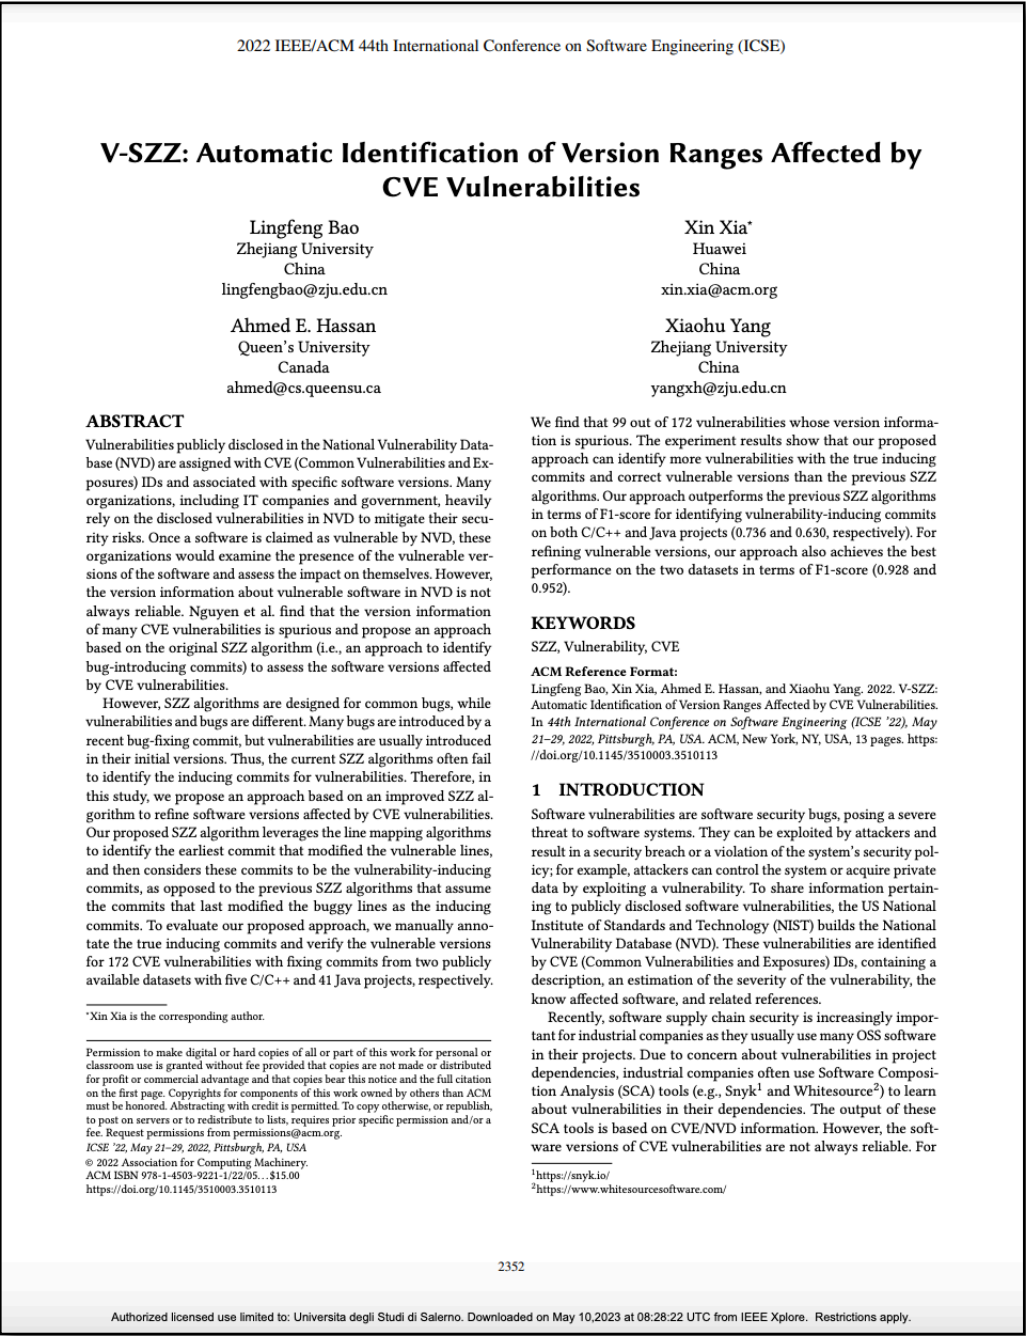 2022 IEEE/ACM 44th International Conference on Software Engineering (ICSE)
V-SZZ: Automatic Identification of Version Ranges Affected by
CVE Vulnerabilities
Lingfeng Bao
Zhejiang University
China
lingfengbao@zju.edu.cn
Xin Xia*
Huawei
China
xin.xia@acm.org
Ahmed E. Hassan
Queen's University
Canada
ahmed@cs.queensu.ca
Xiaohu Yang
Zhejiang University
China
yangxh@zju.edu.cn
ABSTRACT
Vulnerabilities publicly disclosed in the National Vulnerability Data-
base (NVD) are assigned with CVE (Common Vulnerabilities and Ex-
posures) IDs and associated with specific software versions. Many
organizations, including IT companies and government, heavily
rely on the disclosed vulnerabilities in NVD to mitigate their secu-
rity risks. Once a software is claimed as vulnerable by NVD, these
organizations would examine the presence of the vulnerable ver-
sions of the software and assess the impact on themselves. However,
the version information about vulnerable software in NVD is not
always reliable. Nguyen et al. find that the version information
of many CVE vulnerabilities is spurious and propose an approach
based on the original SZZ algorithm (i.e., an approach to identify
bug-introducing commits) to assess the software versions affected
by CVE vulnerabilities.
However, SZZ algorithms are designed for common bugs, while
vulnerabilities and bugs are different. Many bugs are introduced by a
recent bug-fixing commit, but vulnerabilities are usually introduced
in their initial versions. Thus, the current SZZ algorithms often fail
to identify the inducing commits for vulnerabilities. Therefore, in
this study, we propose an approach based on an improved SZZ al-
gorithm to refine software versions affected by CVE vulnerabilities.
Our proposed SZZ algorithm leverages the line mapping algorithms
to identify the earliest commit that modified the vulnerable lines,
and then considers these commits to be the vulnerability-inducing
commits, as opposed to the previous SZZ algorithms that assume
the commits that last modified the buggy lines as the inducing
commits. To evaluate our proposed approach, we manually anno-
tate the true inducing commits and verify the vulnerable versions
for 172 CVE vulnerabilities with fixing commits from two publicly
available datasets with five C/C++ and 41 Java projects, respectively.
*Xin Xia is the corresponding author.
Permission to make digital or hard copies of all or part of this work for personal or
classroom use is granted without fee provided that copies are not made or distributed
for profit or commercial advantage and that copies bear this notice and the full citation
on the first page. Copyrights for components of this work owned by others than ACM
must be honored. Abstracting with credit is permitted. To copy otherwise, or republish,
to post on servers or to redistribute to lists, requires prior specific permission and/or a
fee. Request permissions from permissions@acm.org.
ICSE '22, May 21–29, 2022, Pittsburgh, PA, USA
© 2022 Association for Computing Machinery.
ACM ISBN 978-1-4503-9221-1/22/05...$15.00
https://doi.org/10.1145/3510003.3510113
We find that 99 out of 172 vulnerabilities whose version informa-
tion is spurious. The experiment results show that our proposed
approach can identify more vulnerabilities with the true inducing
commits and correct vulnerable versions than the previous SZZ
algorithms. Our approach outperforms the previous SZZ algorithms
in terms of F1-score for identifying vulnerability-inducing commits
on both C/C++ and Java projects (0.736 and 0.630, respectively). For
refining vulnerable versions, our approach also achieves the best
performance on the two datasets in terms of F1-score (0.928 and
0.952).
KEYWORDS
SZZ, Vulnerability, CVE
ACM Reference Format:
Lingfeng Bao, Xin Xia, Ahmed E. Hassan, and Xiaohu Yang. 2022. V-SZZ:
Automatic Identification of Version Ranges Affected by CVE Vulnerabilities.
In 44th International Conference on Software Engineering (ICSE '22), May
21–29, 2022, Pittsburgh, PA, USA. ACM, New York, NY, USA, 13 pages. https:
//doi.org/10.1145/3510003.3510113
1 INTRODUCTION
Software vulnerabilities are software security bugs, posing a severe
threat to software systems. They can be exploited by attackers and
result in a security breach or a violation of the system's security pol-
icy; for example, attackers can control the system or acquire private
data by exploiting a vulnerability. To share information pertain-
ing to publicly disclosed software vulnerabilities, the US National
Institute of Standards and Technology (NIST) builds the National
Vulnerability Database (NVD). These vulnerabilities are identified
by CVE (Common Vulnerabilities and Exposures) IDs, containing a
description, an estimation of the severity of the vulnerability, the
know affected software, and related references.
Recently, software supply chain security is increasingly impor-
tant for industrial companies as they usually use many OSS software
in their projects. Due to concern about vulnerabilities in project
dependencies, industrial companies often use Software Composi-
tion Analysis (SCA) tools (e.g., Snyk1 and Whitesource2) to learn
about vulnerabilities in their dependencies. The output of these
SCA tools is based on CVE/NVD information. However, the soft-
ware versions of CVE vulnerabilities are not always reliable. For
1https://snyk.io/
2https://www.whitesourcesoftware.com/
2352
Authorized licensed use limited to: Universita degli Studi di Salerno. Downloaded on May 10,2023 at 08:28:22 UTC from IEEE Xplore. Restrictions apply.